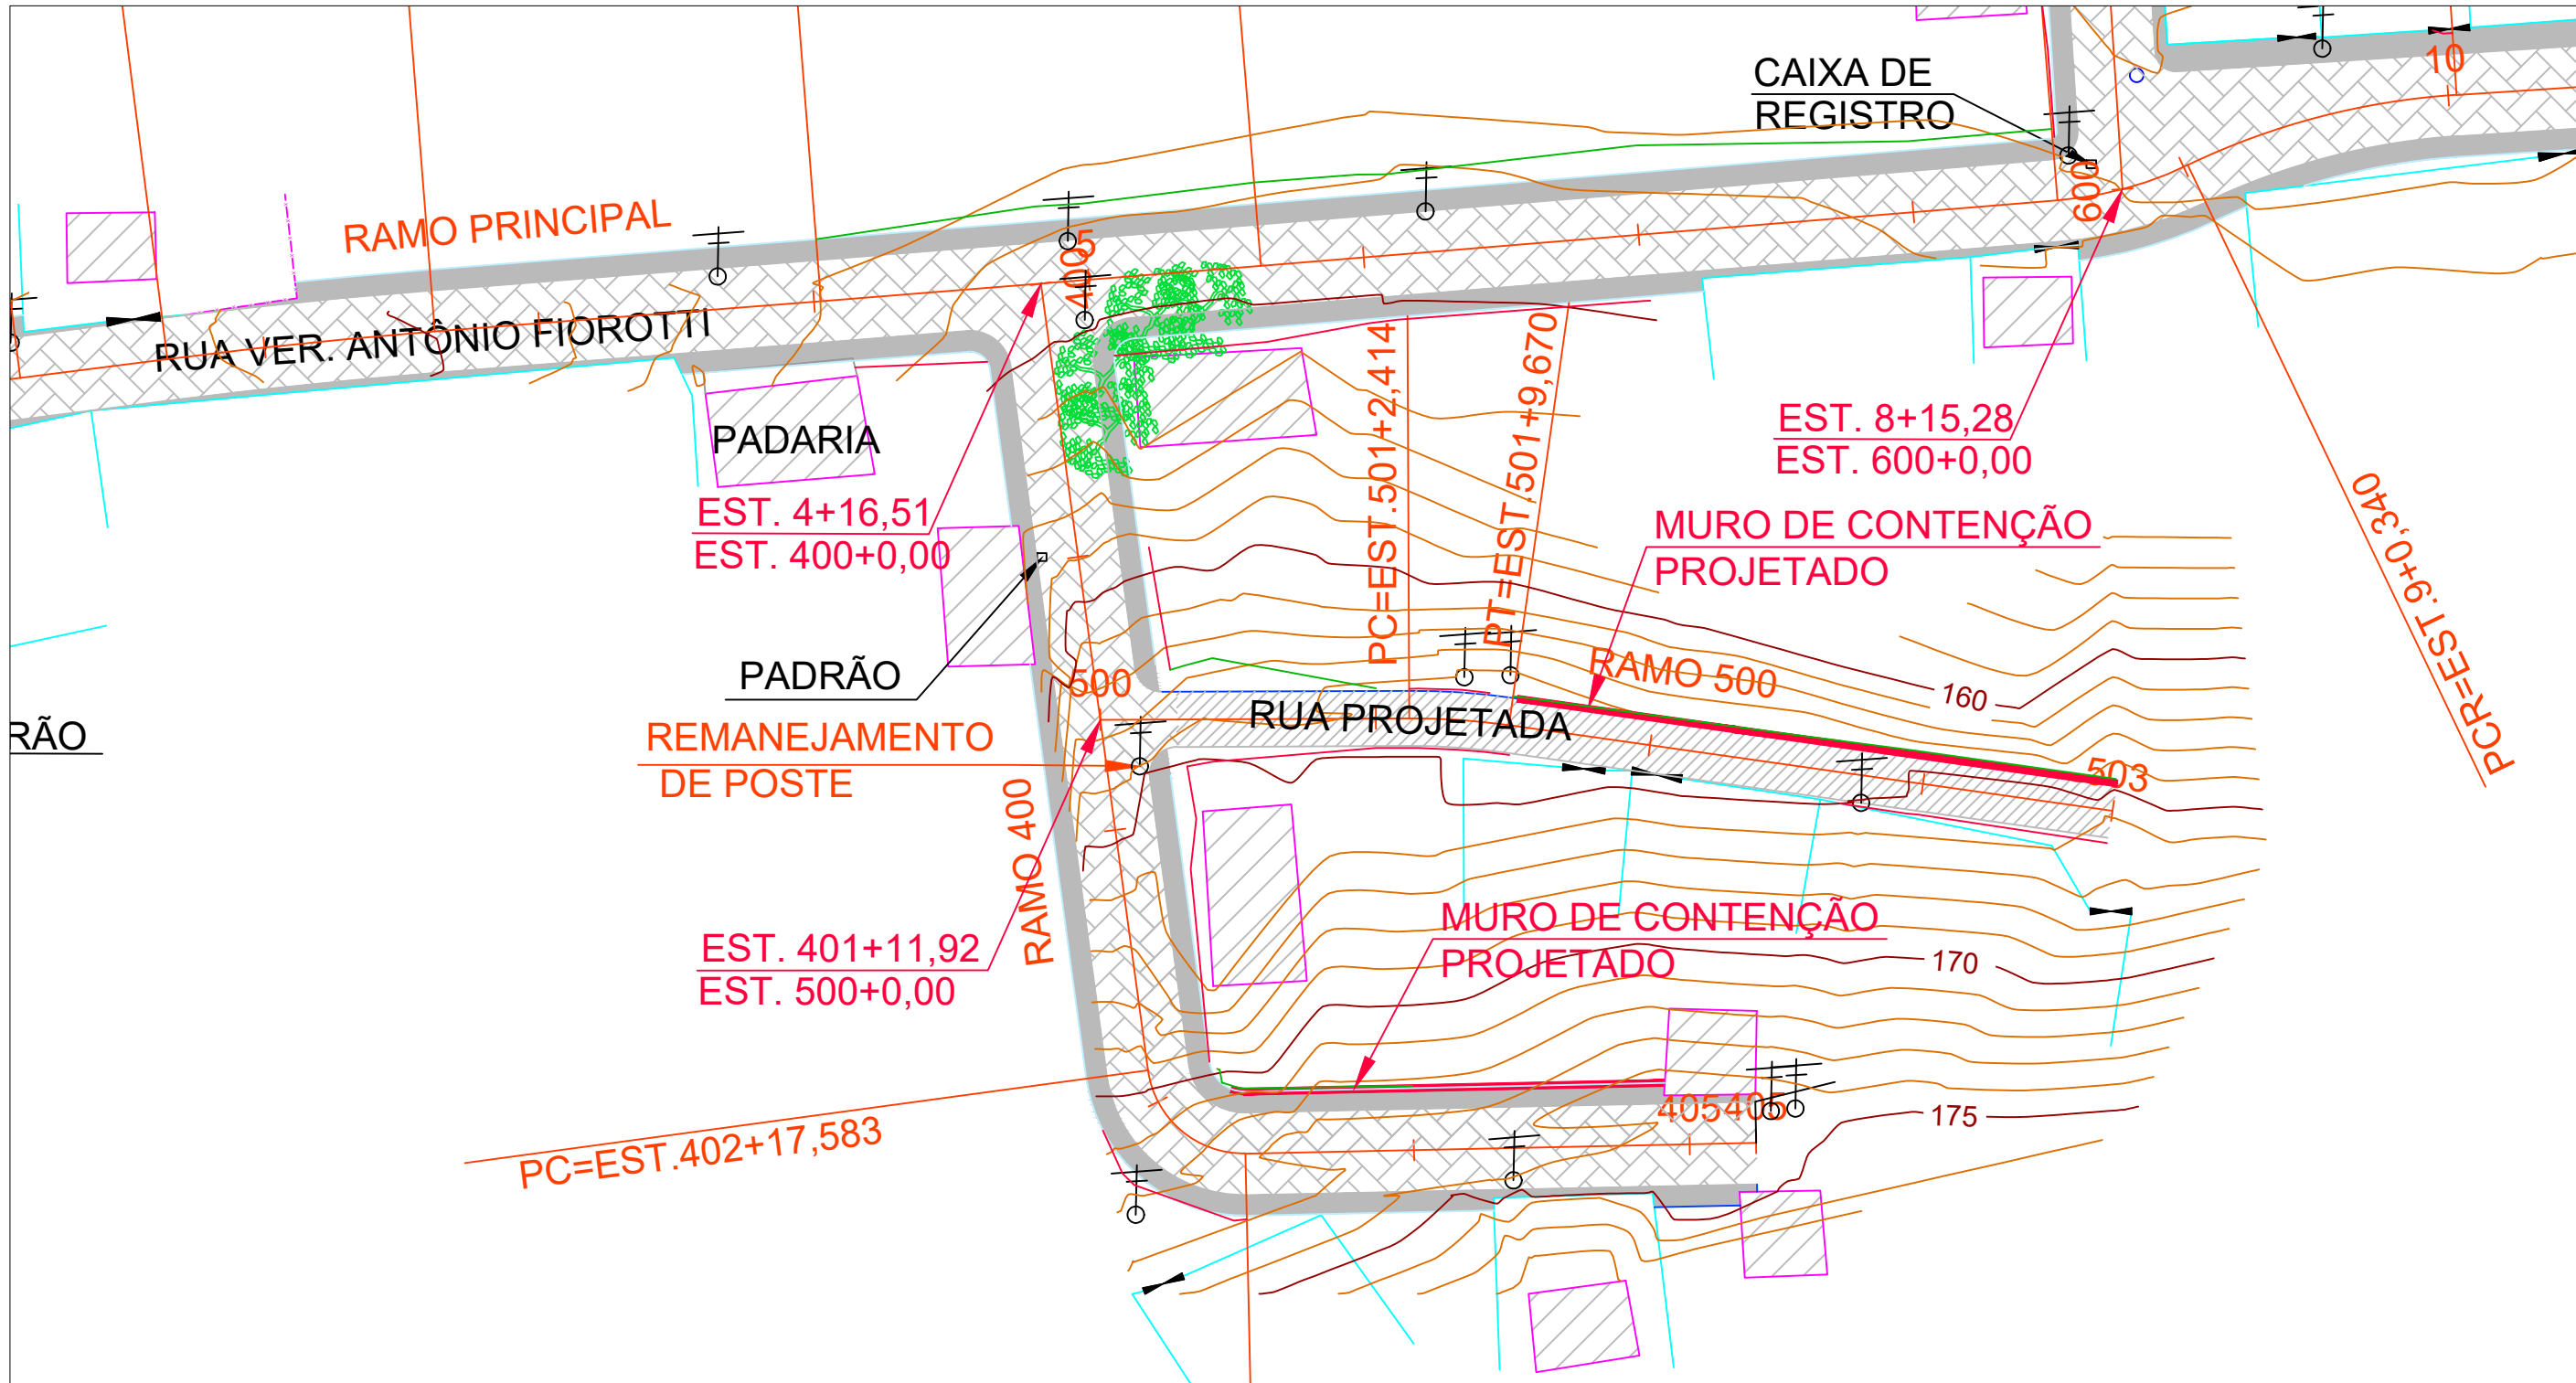 CAIXA DE
REGISTRO
10
RAMO PRINCIPAL
600
5
400
RUA VER. ANTÔNIO FIOROTTI
PADARIA
PC=EST.501+2,414
PT=EST.501+9,670
EST. 8+15,28
EST. 600+0,00
EST. 4+16,51
EST. 400+0,00
MURO DE CONTENÇÃO
PROJETADO
PCR=EST.9+0,340
PADRÃO
500
RAMO 500
160
RUA PROJETADA
RÃO
REMANEJAMENTO
DE POSTE
503
RAMO 400
MURO DE CONTENÇÃO
PROJETADO
EST. 401+11,92
EST. 500+0,00
170
405405
175
PC=EST.402+17,583